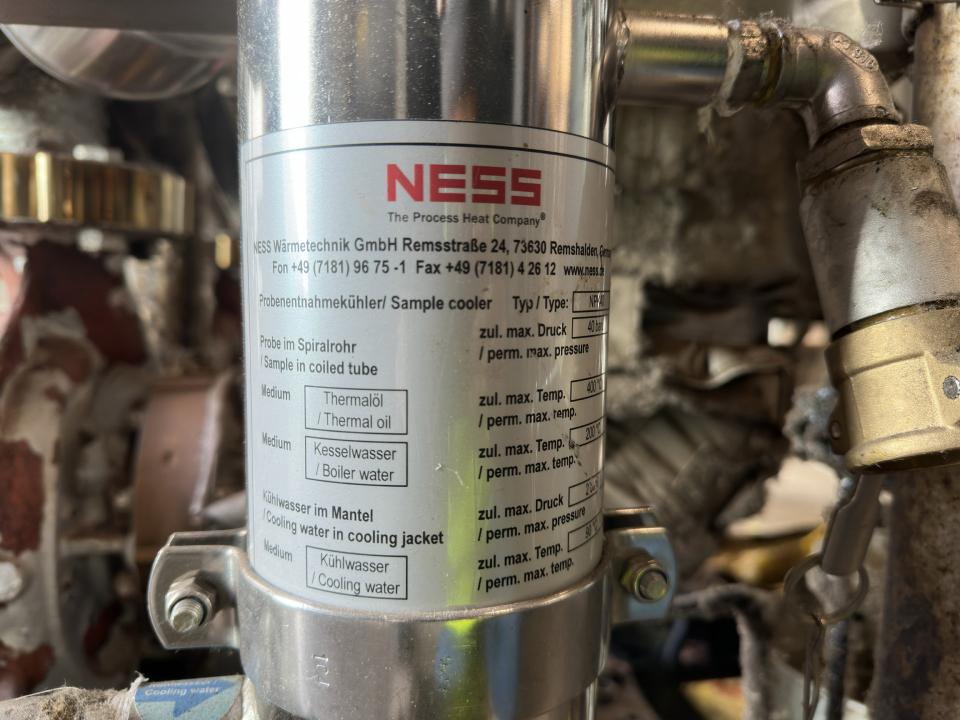 NESS
The Process Heat Company®
NESS Wärmetechnik GmbH Remsstraße 24, 73630 Remshalden,
Fon +49 (7181) 96 75 -1 Fax +49 (7181) 4 26 12 www.ness.de
Probenentnahmekühler/ Sample cooler Typ / Type:
zul. max. Druck 40 bar
/ perm. max. pressure
Probe im Spiralrohr
/ Sample in coiled tube
Medium Thermalöl
/ Thermal oil
zul. max. Temp. 400 °C
/ perm. max. temp.
Medium Kesselwasser
/ Boiler water
zul. max. Temp. 200 °C
/ perm. max. temp.
Kühlwasser im Mantel
/ Cooling water in cooling jacket
zul. max. Druck
/ perm. max. pressure
Medium Kühlwasser
/ Cooling water
zul. max. Temp. 90 °C
/ perm. max. temp.
Cooling water